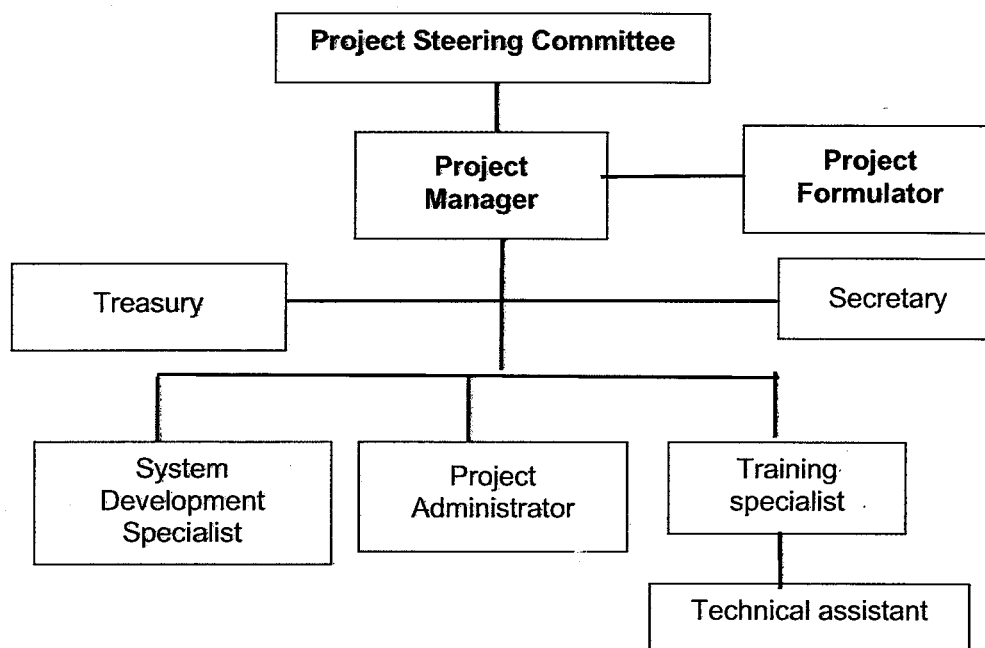 Project Steering Committee
Project
Manager
Project
Formulator
Treasury
Secretary
System
Development
Specialist
Project
Administrator
Training
specialist
Technical assistant